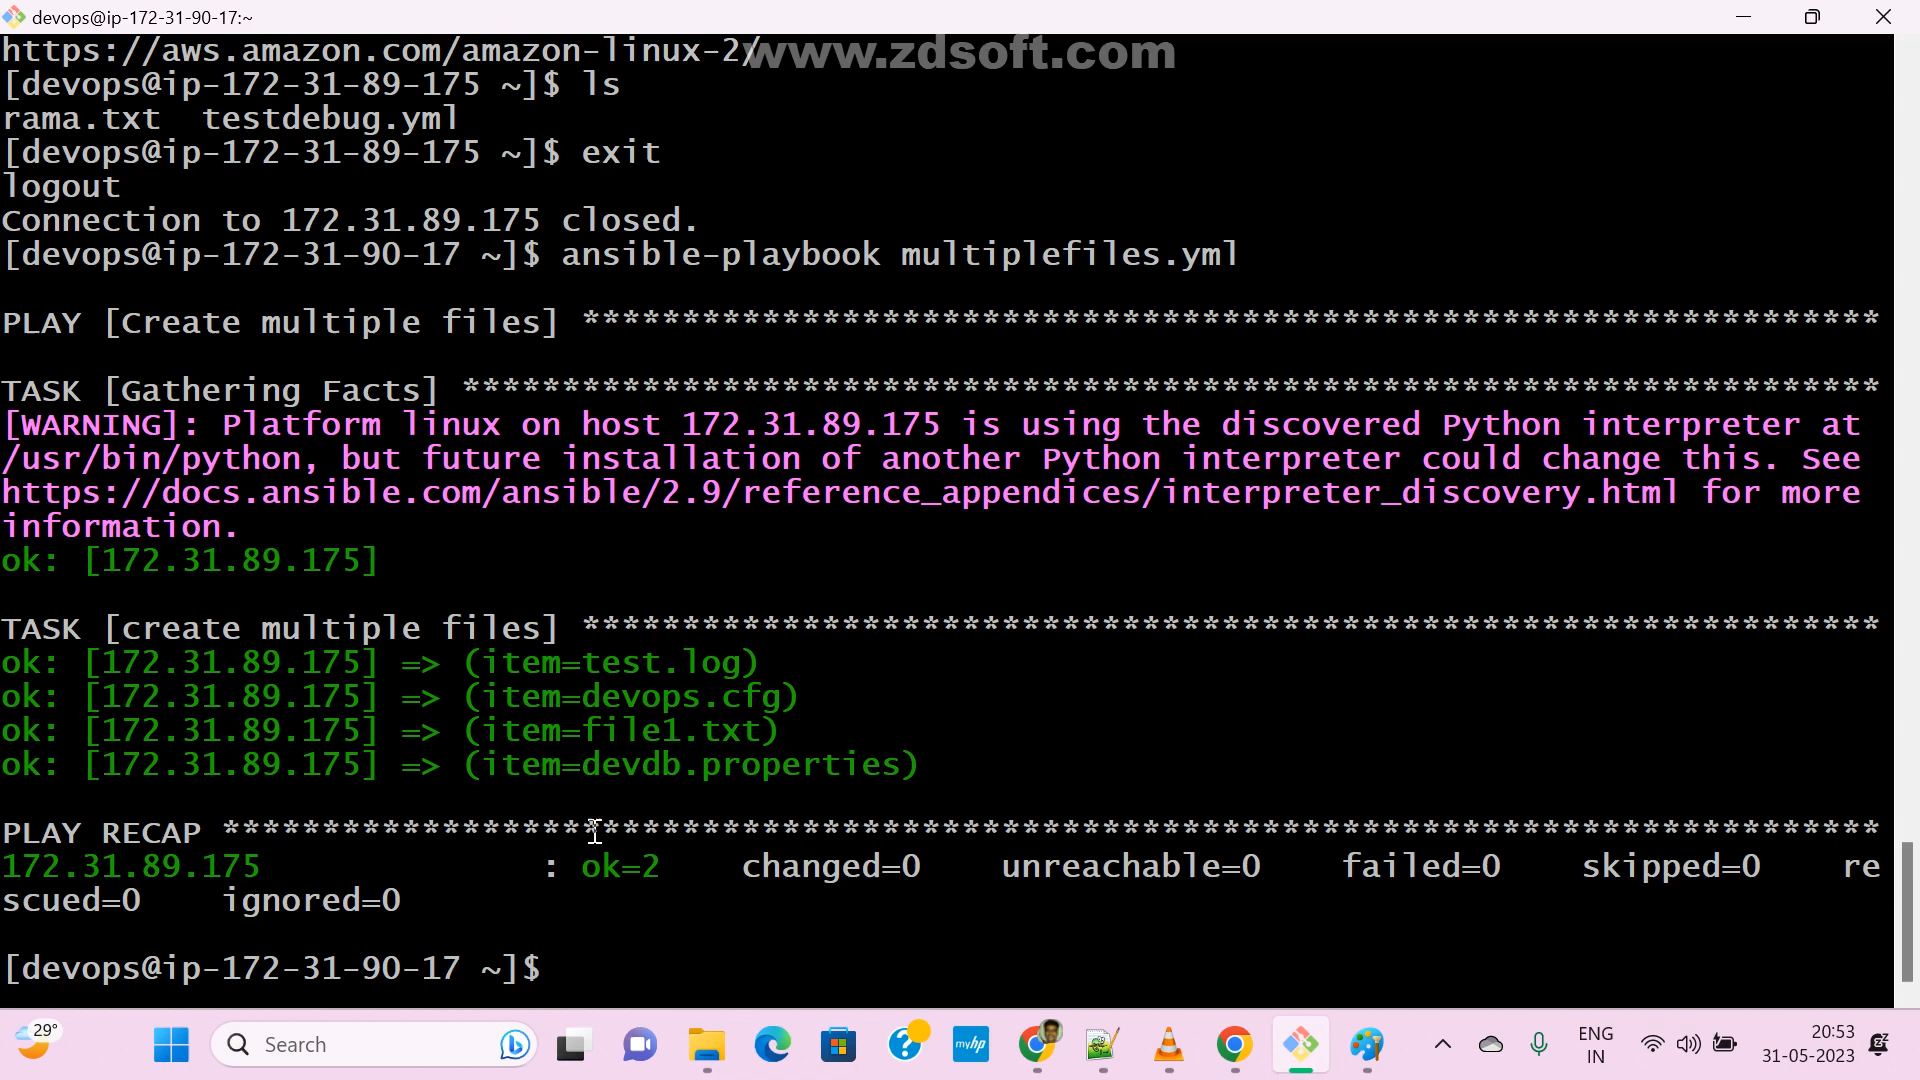 devops@ip-172-31-90-17:~
www.zdsoft.com
https://aws.amazon.com/amazon-linux-2/
[devops@ip-172-31-89-175 ~]$ ls
rama.txt  testdebug.yml
[devops@ip-172-31-89-175 ~]$ exit
logout
Connection to 172.31.89.175 closed.
[devops@ip-172-31-90-17 ~]$ ansible-playbook multiplefiles.yml
PLAY [Create multiple files] *****************************************************************
TASK [Gathering Facts] ***********************************************************************
[WARNING]: Platform linux on host 172.31.89.175 is using the discovered Python interpreter at
/usr/bin/python, but future installation of another Python interpreter could change this. See
https://docs.ansible.com/ansible/2.9/reference_appendices/interpreter_discovery.html for more
information.
ok: [172.31.89.175]
TASK [create multiple files] *****************************************************************
ok: [172.31.89.175] => (item=test.log)
ok: [172.31.89.175] => (item=devops.cfg)
ok: [172.31.89.175] => (item=file1.txt)
ok: [172.31.89.175] => (item=devdb.properties)
PLAY RECAP ***********************************************************************************
172.31.89.175              : ok=2    changed=0    unreachable=0    failed=0    skipped=0    re
scued=0    ignored=0
[devops@ip-172-31-90-17 ~]$
29°
Search
myhp
ENG
IN
20:53
31-05-2023